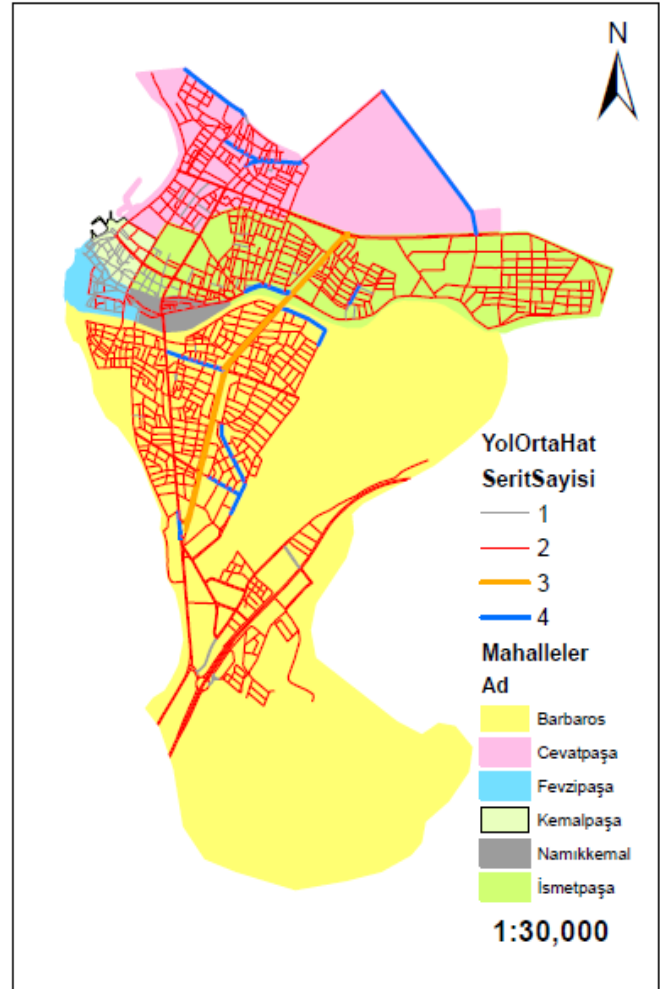 N
YolOrtaHat
SeritSayisi
1
2
3
4
Mahalleler
Ad
Barbaros
Cevatpaşa
Fevzipaşa
Kemalpaşa
Namıkkemal
İsmetpaşa
1:30,000